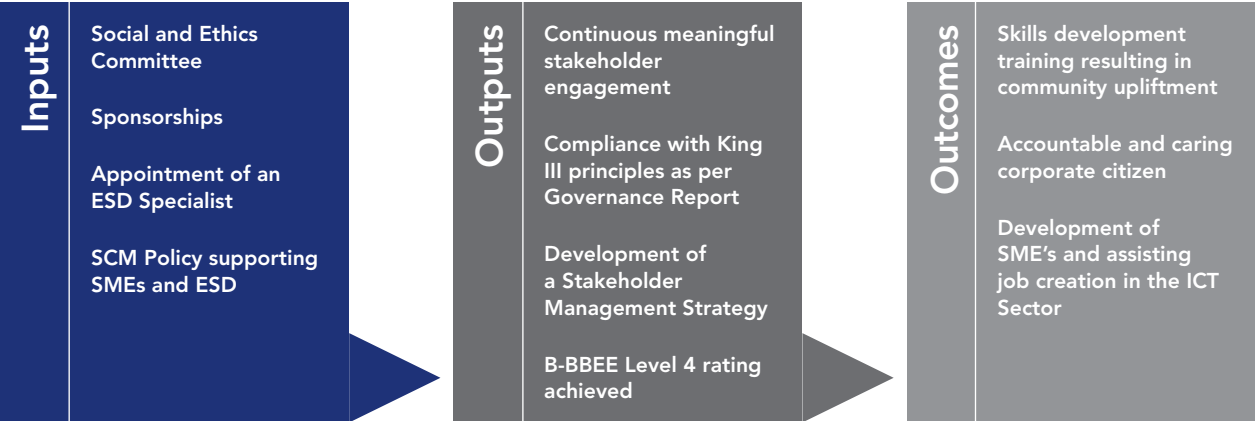 Inputs
Social and Ethics
Committee
Sponsorships
Appointment of an
ESD Specialist
SCM Policy supporting
SMEs and ESD
Outputs
Continuous meaningful
stakeholder
engagement
Compliance with King
III principles as per
Governance Report
Development of
a Stakeholder
Management Strategy
B-BBEE Level 4 rating
achieved
Outcomes
Skills development
training resulting in
community upliftment
Accountable and caring
corporate citizen
Development of
SME's and assisting
job creation in the ICT
Sector